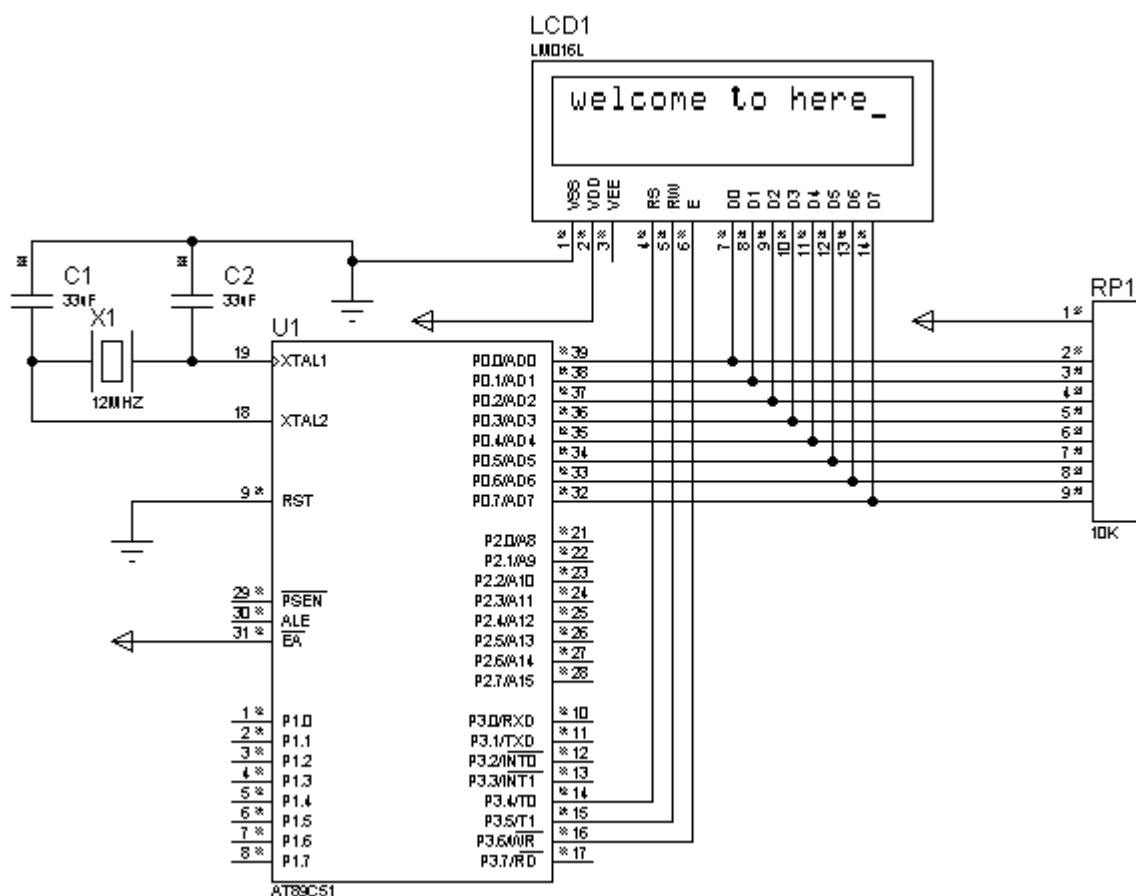 LCD1
LM016L
welcome to here_
VSS
VDD
VEE
RS
RW
E
D0
D1
D2
D3
D4
D5
D6
D7
1
2
3
4
5
6
7
8
9
10
11
12
13
14
C1
33nF
C2
33nF
X1
12MHZ
U1
19 XTAL1
18 XTAL2
9 RST
29 PSEN
30 ALE
31 EA
1 P1.0
2 P1.1
3 P1.2
4 P1.3
5 P1.4
6 P1.5
7 P1.6
8 P1.7
P0.0/AD0 39
P0.1/AD1 38
P0.2/AD2 37
P0.3/AD3 36
P0.4/AD4 35
P0.5/AD5 34
P0.6/AD6 33
P0.7/AD7 32
P2.0/A8 21
P2.1/A9 22
P2.2/A10 23
P2.3/A11 24
P2.4/A12 25
P2.5/A13 26
P2.6/A14 27
P2.7/A15 28
P3.0/RXD 10
P3.1/TXD 11
P3.2/INT0 12
P3.3/INT1 13
P3.4/T0 14
P3.5/T1 15
P3.6/WR 16
P3.7/RD 17
AT89C51
RP1
1
2
3
4
5
6
7
8
9
10K